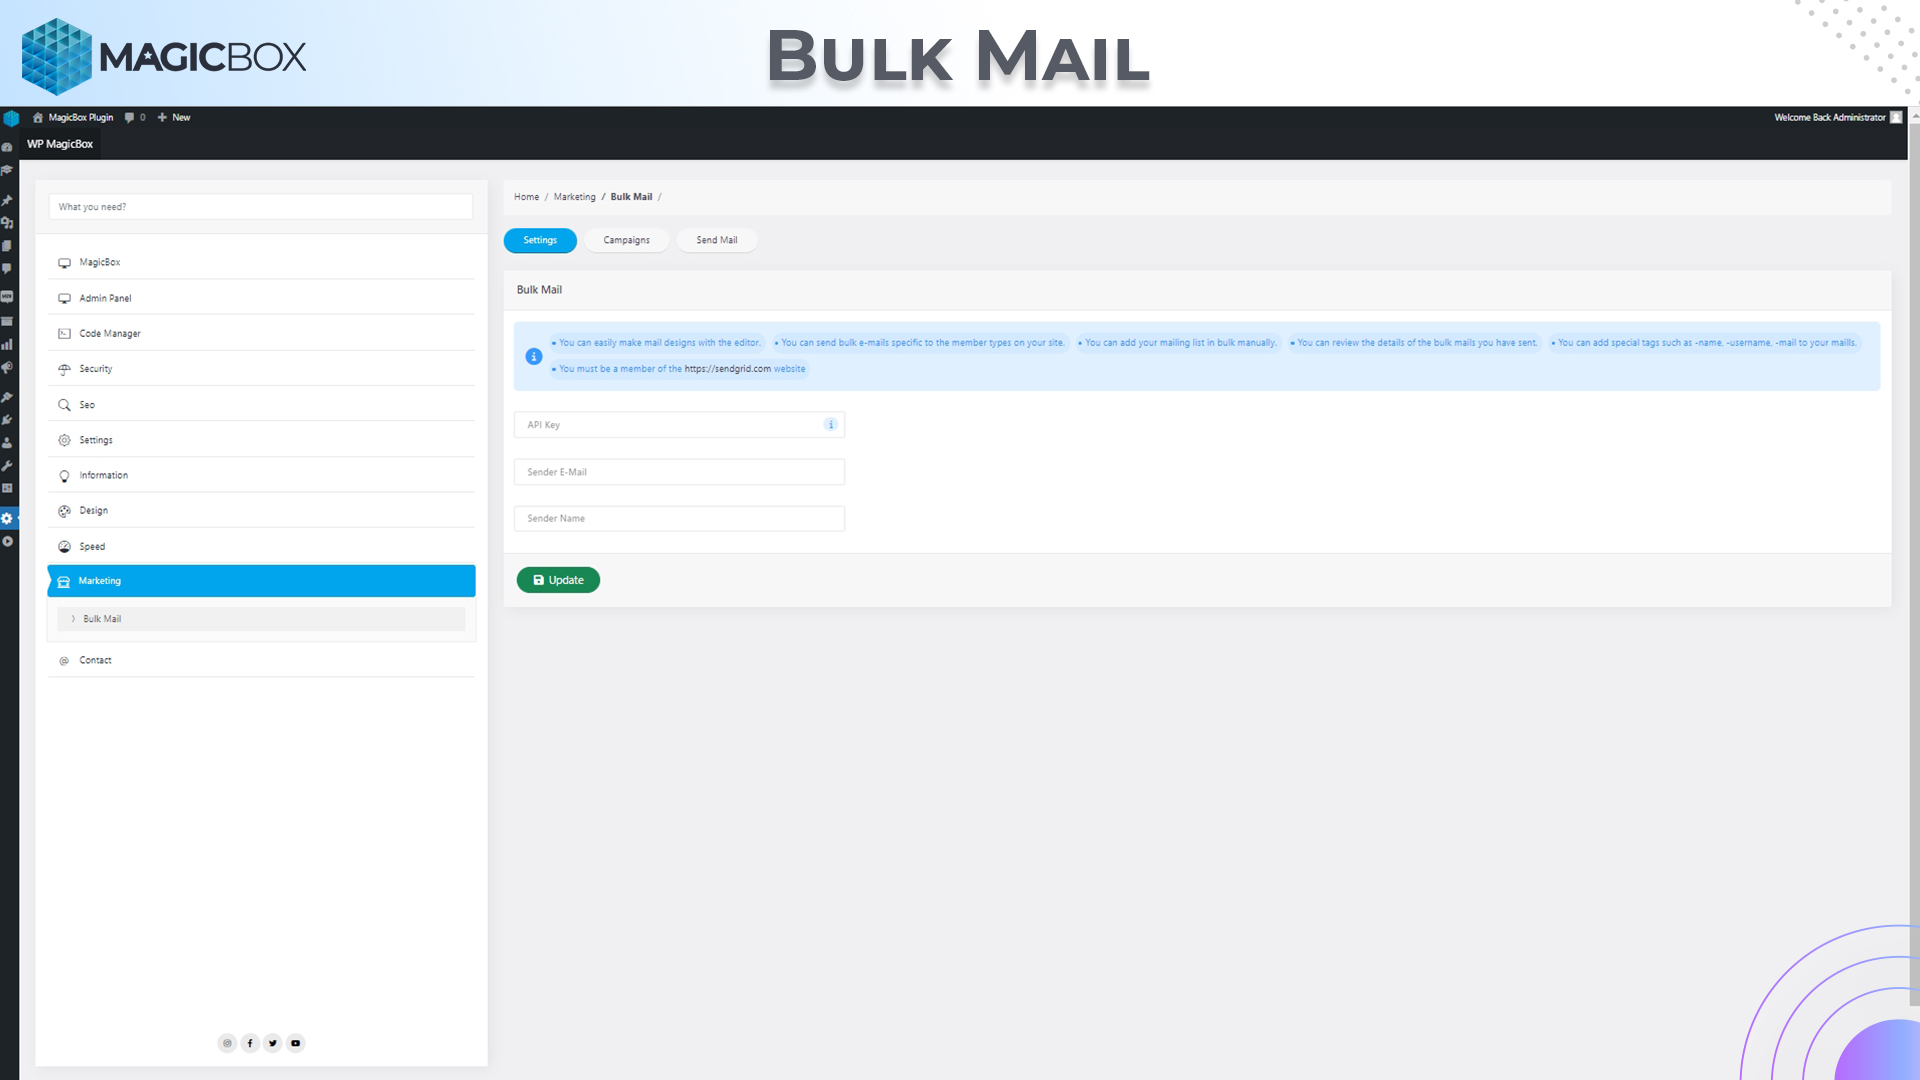 MAGICBOX
BULK MAIL
MagicBox Plugin 0 New
Welcome Back Administrator
WP MagicBox
What you need?
MagicBox
Admin Panel
Code Manager
Security
Seo
Settings
Information
Design
Speed
Marketing
Bulk Mail
Contact
Home / Marketing / Bulk Mail /
Settings Campaigns Send Mail
Bulk Mail
• You can easily make mail designs with the editor. • You can send bulk e-mails specific to the member types on your site. • You can add your mailing list in bulk manually. • You can review the details of the bulk mails you have sent. • You can add special tags such as -name, -username, -mail to your maills.
• You must be a member of the https://sendgrid.com website
API Key
Sender E-Mail
Sender Name
Update